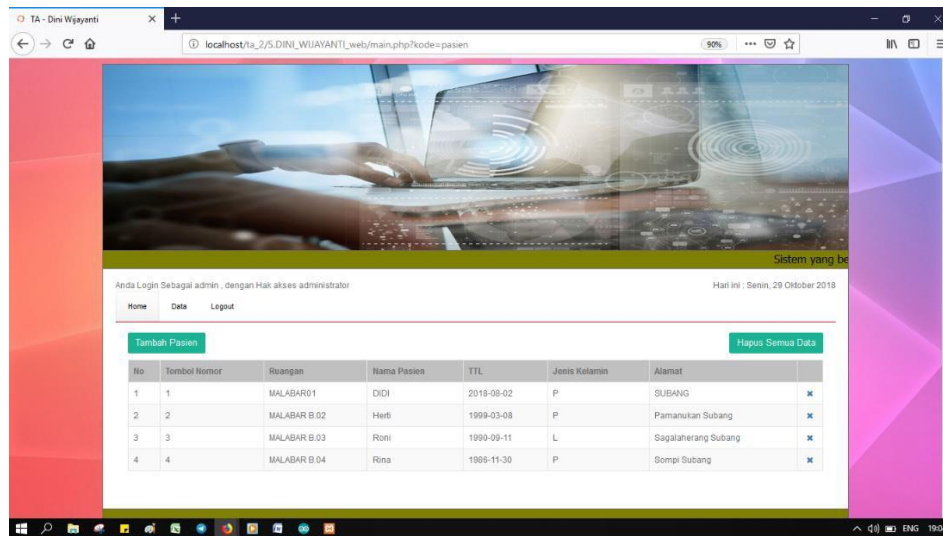 TA - Dini Wijayanti
localhost/ta_2/5.DINI_WIJAYANTI_web/main.php?kode=pasien
90%
Sistem yang be
Anda Login Sebagai admin , dengan Hak akses administrator
Hari ini : Senin, 29 Oktober 2018
Home Data Logout
Tambah Pasien
Hapus Semua Data
No Tombol Nomor Ruangan Nama Pasien TTL Jenis Kelamin Alamat
1 1 MALABAR01 DIDI 2018-08-02 P SUBANG
2 2 MALABAR B.02 Herti 1999-03-08 P Pamanukan Subang
3 3 MALABAR B.03 Roni 1990-09-11 L Sagalaherang Subang
4 4 MALABAR B.04 Rina 1986-11-30 P Sompi Subang
ENG 19:0